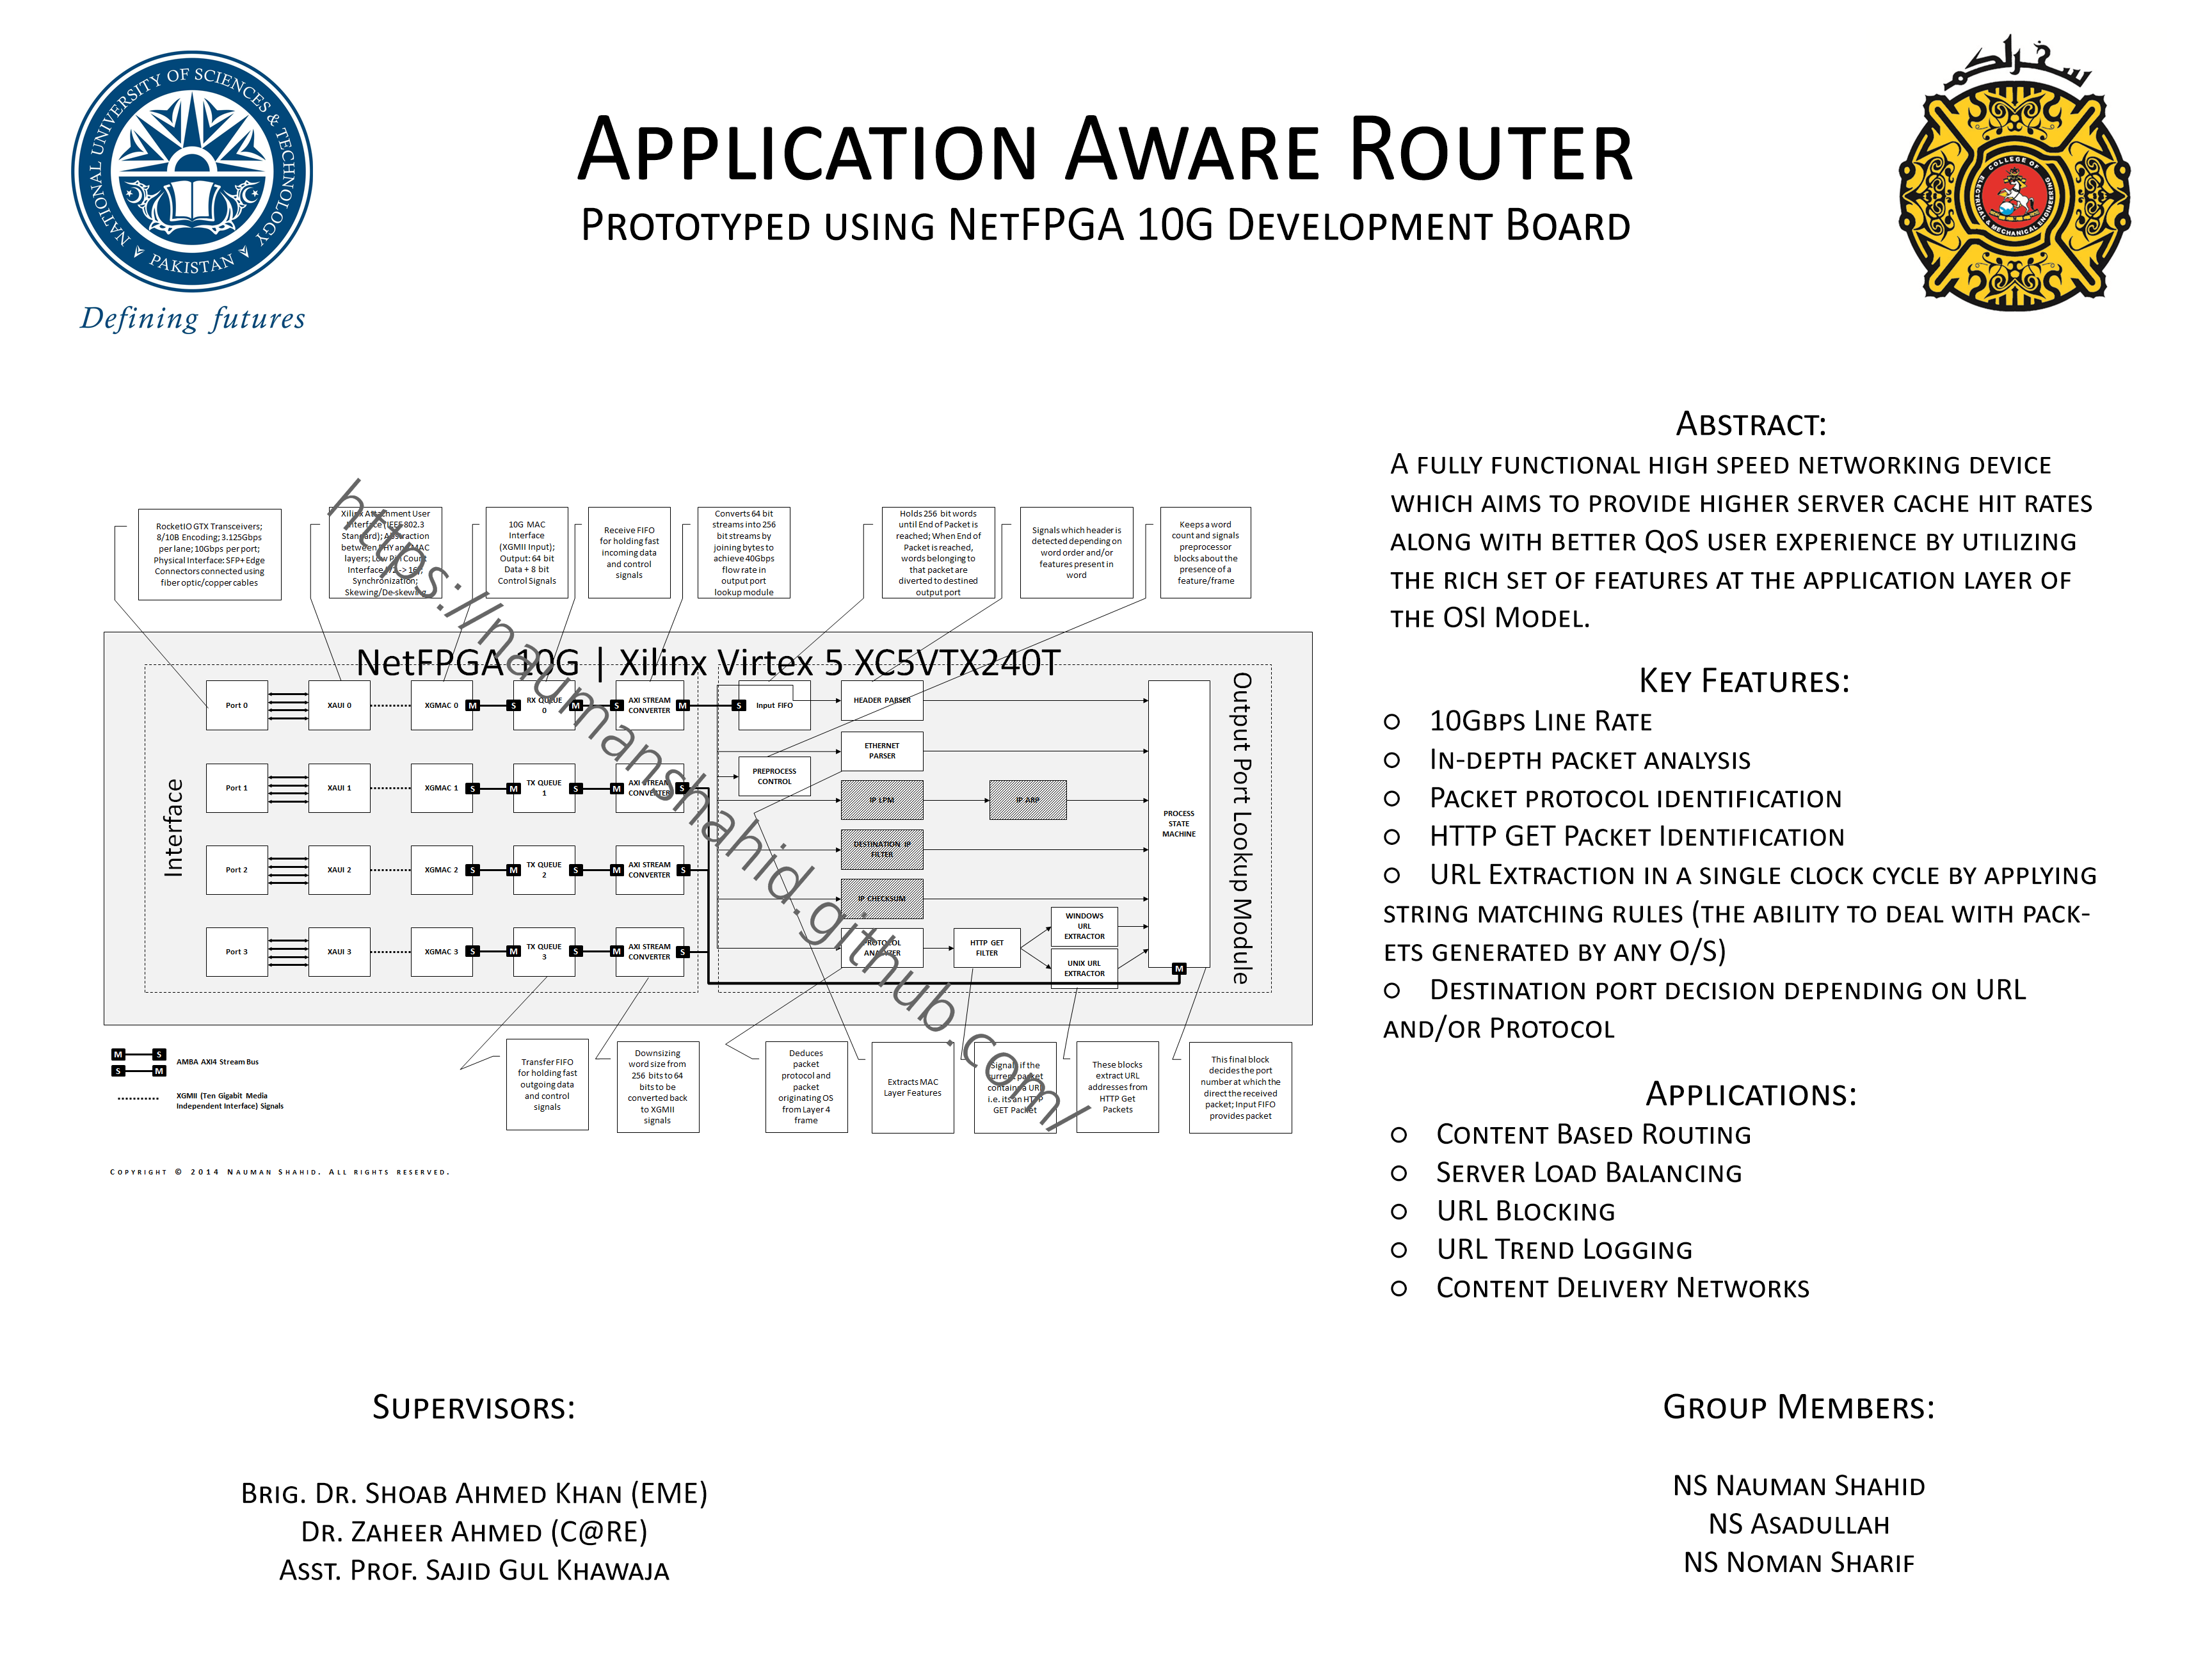 NATIONAL UNIVERSITY OF SCIENCES & TECHNOLOGY
PAKISTAN
Defining futures
APPLICATION AWARE ROUTER
PROTOTYPED USING NETFPGA 10G DEVELOPMENT BOARD
COLLEGE OF
ELECTRICAL & MECHANICAL ENGINEERING
RocketIO GTX Transceivers;
8/10B Encoding; 3.125Gbps
per lane; 10Gbps per port;
Physical Interface: SFP+ Edge
Connectors connected using
fiber optic/copper cables
Xilinx Attachment User
Interface (IEEE 802.3
Standard); Abstraction
between PHY and MAC
layers; Low Pin Count
Interface -> 16);
Synchronization;
Skewing/De-skewing
10G MAC
Interface
(XGMII Input);
Output: 64 bit
Data + 8 bit
Control Signals
Receive FIFO
for holding fast
incoming data
and control
signals
Converts 64 bit
streams into 256
bit streams by
joining bytes to
achieve 40Gbps
flow rate in
output port
lookup module
Holds 256 bit words
until End of Packet is
reached; When End of
Packet is reached,
words belonging to
that packet are
diverted to destined
output port
Signals which header is
detected depending on
word order and/or
features present in
word
Keeps a word
count and signals
preprocessor
blocks about the
presence of a
feature/frame
NetFPGA 10G | Xilinx Virtex 5 XC5VTX240T
Interface
Output Port Lookup Module
Port 0
XAUI 0
XGMAC 0
M
S
RX QUEUE
0
M
S
AXI STREAM
CONVERTER
M
S
Input FIFO
HEADER PARSER
ETHERNET
PARSER
PREPROCESS
CONTROL
Port 1
XAUI 1
XGMAC 1
S
M
TX QUEUE
1
S
M
AXI STREAM
CONVERTER
S
IP LPM
IP ARP
PROCESS
STATE
MACHINE
DESTINATION IP
FILTER
Port 2
XAUI 2
XGMAC 2
S
M
TX QUEUE
2
S
M
AXI STREAM
CONVERTER
S
IP CHECKSUM
Port 3
XAUI 3
XGMAC 3
S
M
TX QUEUE
3
S
M
AXI STREAM
CONVERTER
S
PROTOCOL
ANALYZER
HTTP GET
FILTER
WINDOWS
URL
EXTRACTOR
UNIX URL
EXTRACTOR
M
M S
S M
AMBA AXI4 Stream Bus
XGMII (Ten Gigabit Media
Independent Interface) Signals
Transfer FIFO
for holding fast
outgoing data
and control
signals
Downsizing
word size from
256 bits to 64
bits to be
converted back
to XGMII
signals
Deduces
packet
protocol and
packet
originating OS
from Layer 4
frame
Extracts MAC
Layer Features
Signals if the
current packet
contains a URL
i.e. its an HTTP
GET Packet
These blocks
extract URL
addresses from
HTTP Get
Packets
This final block
decides the port
number at which the
direct the received
packet; Input FIFO
provides packet
https://naumanshahid.github.com/
COPYRIGHT © 2014 NAUMAN SHAHID. ALL RIGHTS RESERVED.
ABSTRACT:
A FULLY FUNCTIONAL HIGH SPEED NETWORKING DEVICE
WHICH AIMS TO PROVIDE HIGHER SERVER CACHE HIT RATES
ALONG WITH BETTER QOS USER EXPERIENCE BY UTILIZING
THE RICH SET OF FEATURES AT THE APPLICATION LAYER OF
THE OSI MODEL.
KEY FEATURES:
○ 10GBPS LINE RATE
○ IN-DEPTH PACKET ANALYSIS
○ PACKET PROTOCOL IDENTIFICATION
○ HTTP GET PACKET IDENTIFICATION
○ URL EXTRACTION IN A SINGLE CLOCK CYCLE BY APPLYING
STRING MATCHING RULES (THE ABILITY TO DEAL WITH PACK-
ETS GENERATED BY ANY O/S)
○ DESTINATION PORT DECISION DEPENDING ON URL
AND/OR PROTOCOL
APPLICATIONS:
○ CONTENT BASED ROUTING
○ SERVER LOAD BALANCING
○ URL BLOCKING
○ URL TREND LOGGING
○ CONTENT DELIVERY NETWORKS
SUPERVISORS:
BRIG. DR. SHOAB AHMED KHAN (EME)
DR. ZAHEER AHMED (C@RE)
ASST. PROF. SAJID GUL KHAWAJA
GROUP MEMBERS:
NS NAUMAN SHAHID
NS ASADULLAH
NS NOMAN SHARIF